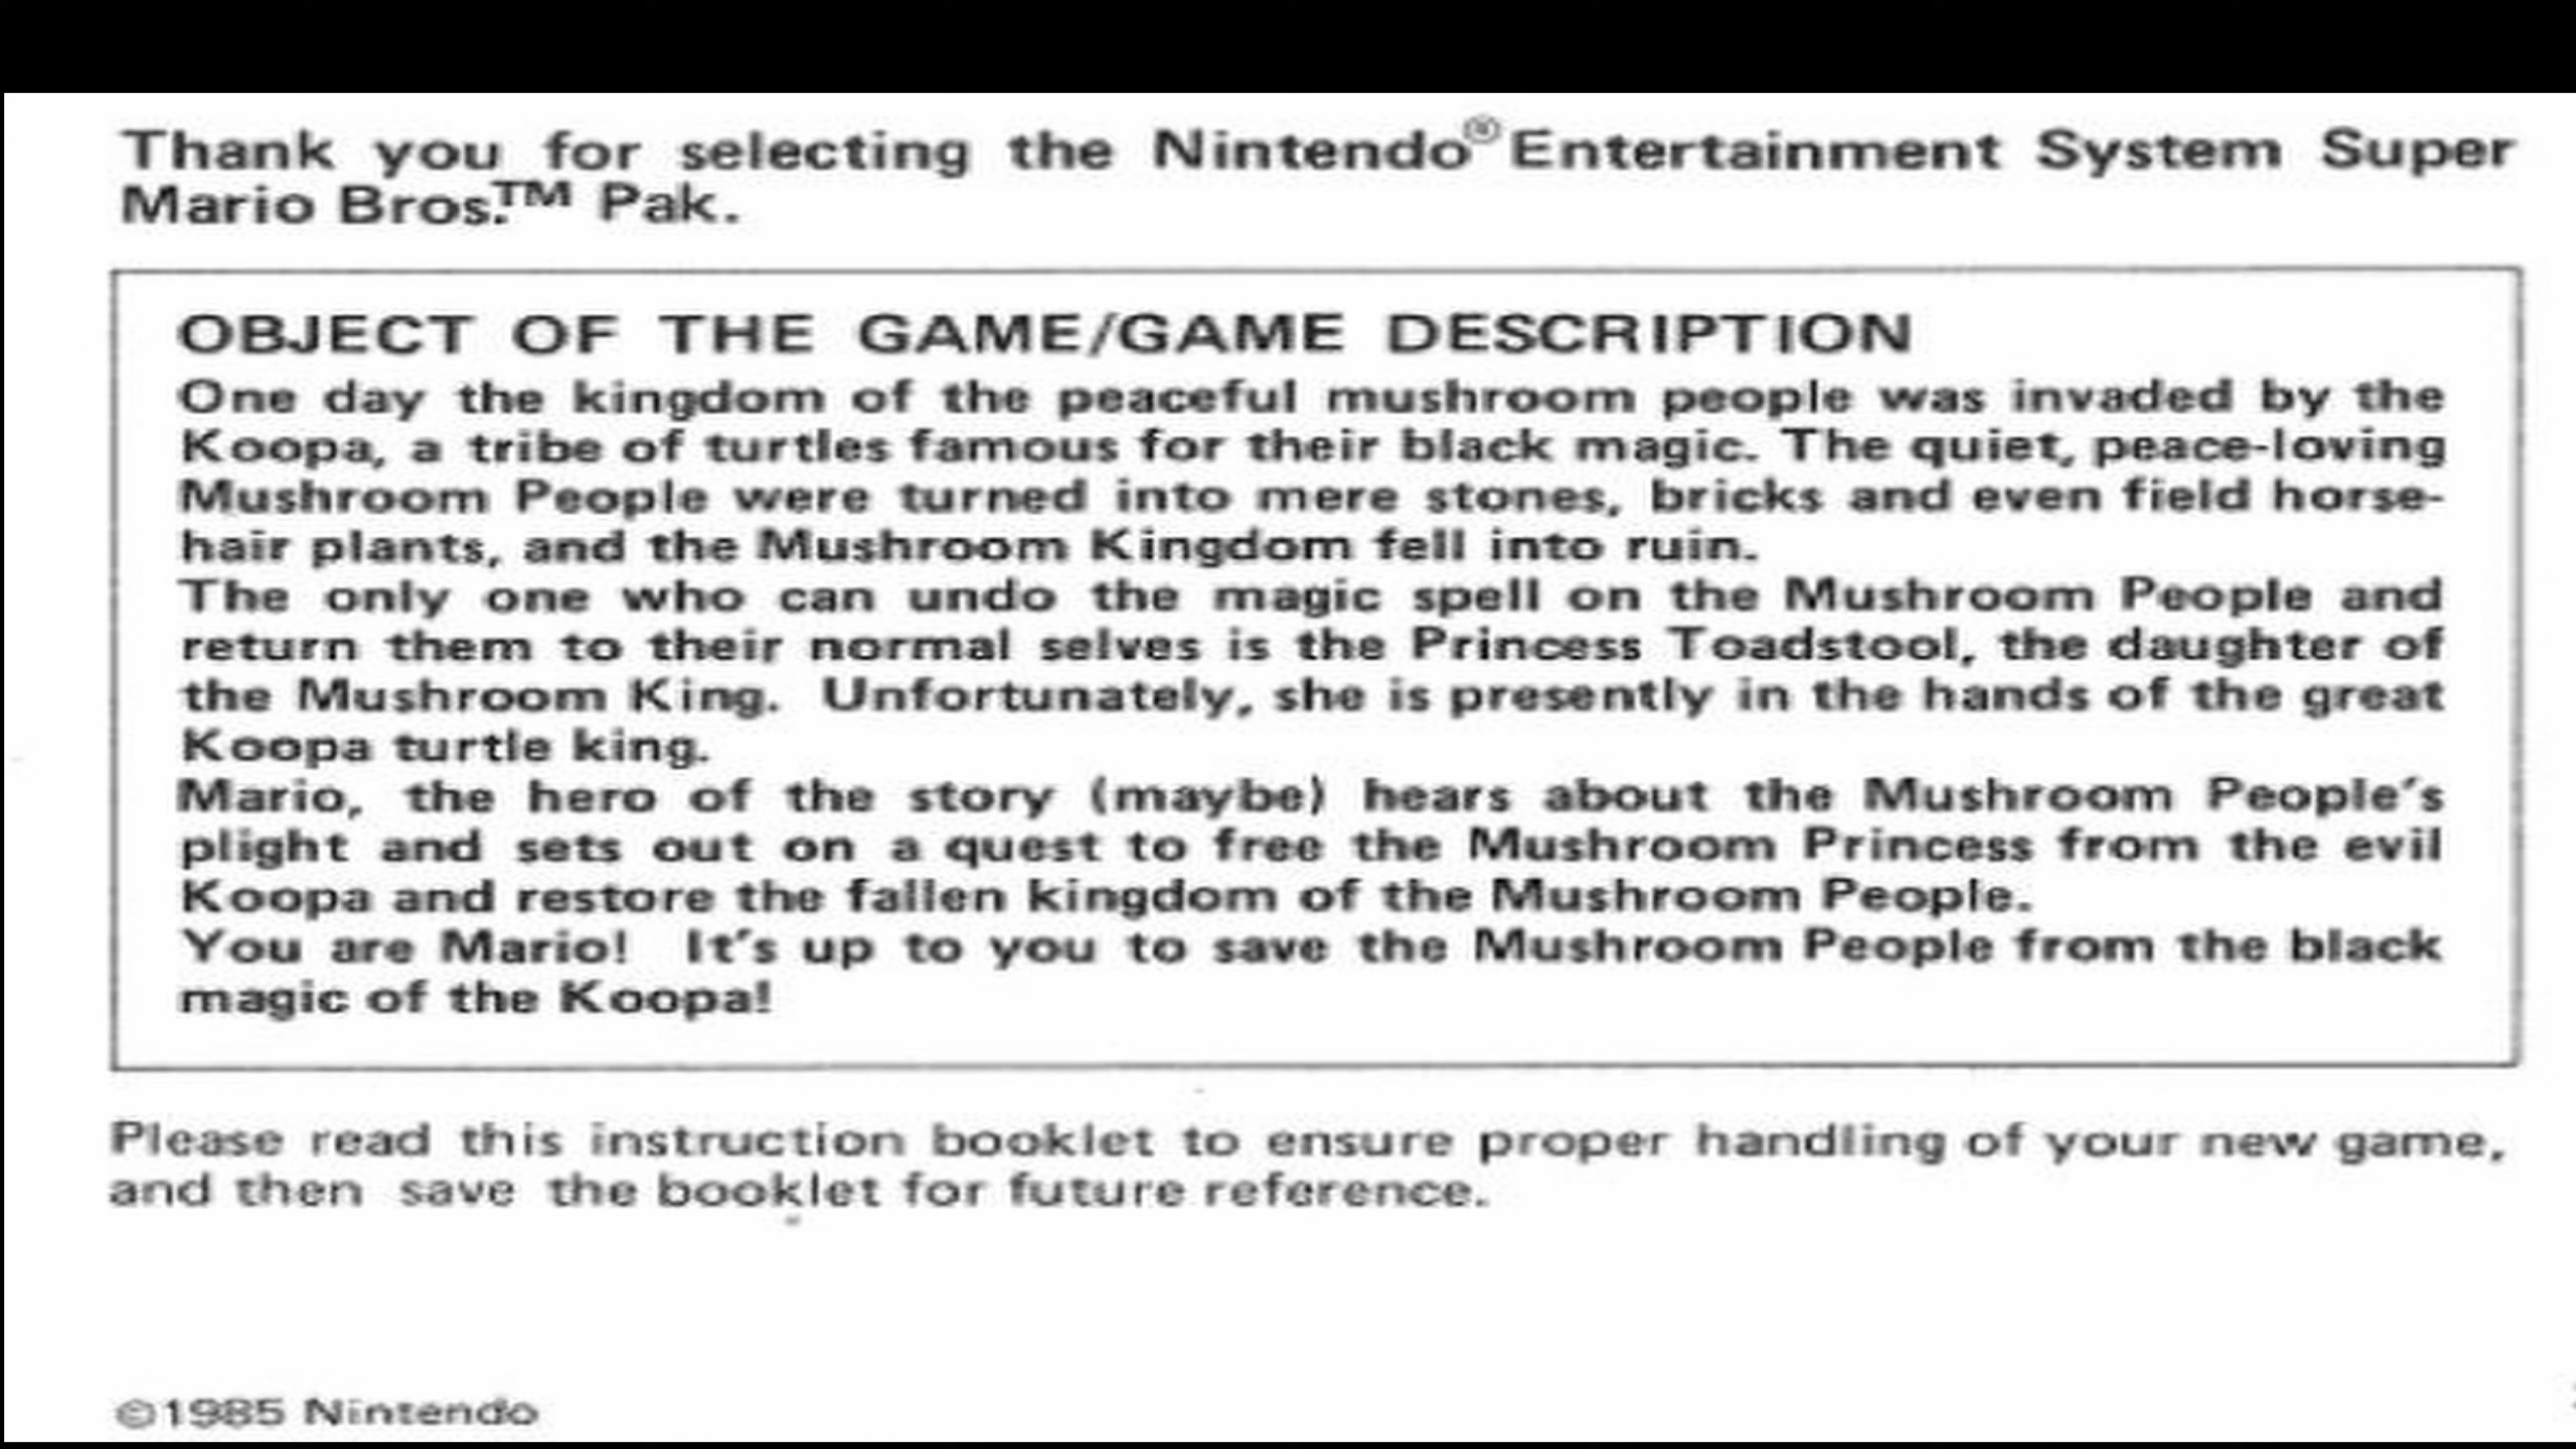 Thank you for selecting the Nintendo® Entertainment System Super
Mario Bros.™ Pak.
OBJECT OF THE GAME/GAME DESCRIPTION
One day the kingdom of the peaceful mushroom people was invaded by the
Koopa, a tribe of turtles famous for their black magic. The quiet, peace-loving
Mushroom People were turned into mere stones, bricks and even field horse-
hair plants, and the Mushroom Kingdom fell into ruin.
The only one who can undo the magic spell on the Mushroom People and
return them to their normal selves is the Princess Toadstool, the daughter of
the Mushroom King. Unfortunately, she is presently in the hands of the great
Koopa turtle king.
Mario, the hero of the story (maybe) hears about the Mushroom People's
plight and sets out on a quest to free the Mushroom Princess from the evil
Koopa and restore the fallen kingdom of the Mushroom People.
You are Mario! It's up to you to save the Mushroom People from the black
magic of the Koopa!
Please read this instruction booklet to ensure proper handling of your new game,
and then save the booklet for future reference.
©1985 Nintendo